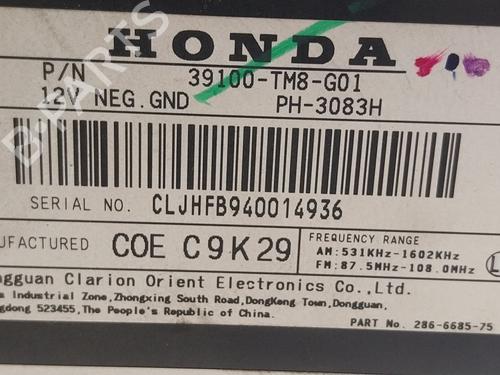 HONDA
P/N 39100-TM8-G01
12V NEG.GND PH-3083H
SERIAL NO. CLJHFB940014936
UFACTURED COE C9K29
FREQUENCY RANGE
AM:531KHz-1602KHz
FM:87.5MHz-108.0MHz
ngguan Clarion Orient Electronics Co.,Ltd.
s Industrial Zone,Zhongxing South Road,DongKeng Town,Dongguan,
gdong 523455,The People's Republic of China.
PART No. 286-6685-75
B-PARTS